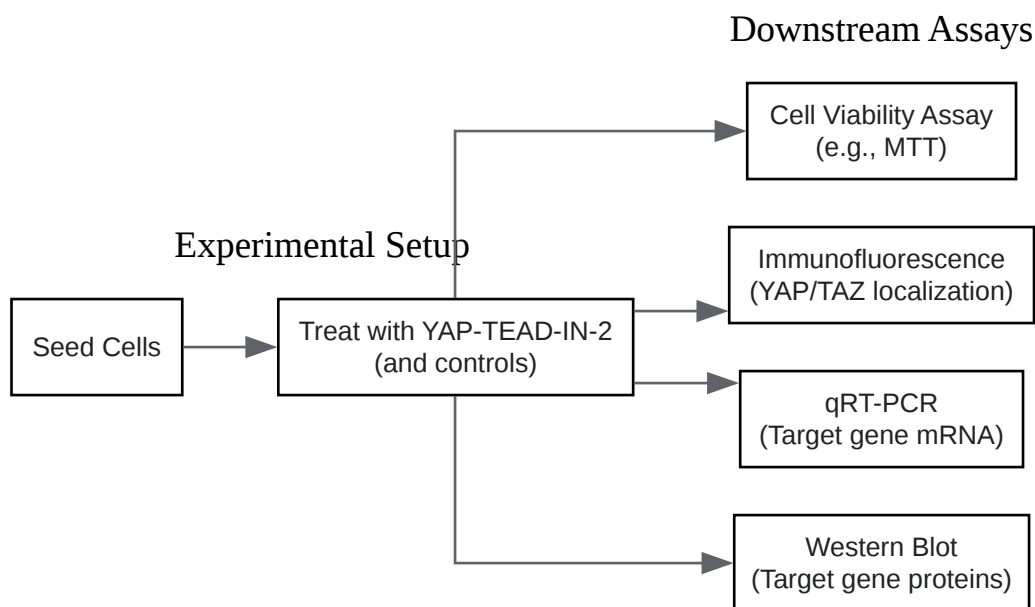 Downstream Assays
Cell Viability Assay
(e.g., MTT)
Experimental Setup
Immunofluorescence
(YAP/TAZ localization)
Seed Cells
Treat with YAP-TEAD-IN-2
(and controls)
qRT-PCR
(Target gene mRNA)
Western Blot
(Target gene proteins)